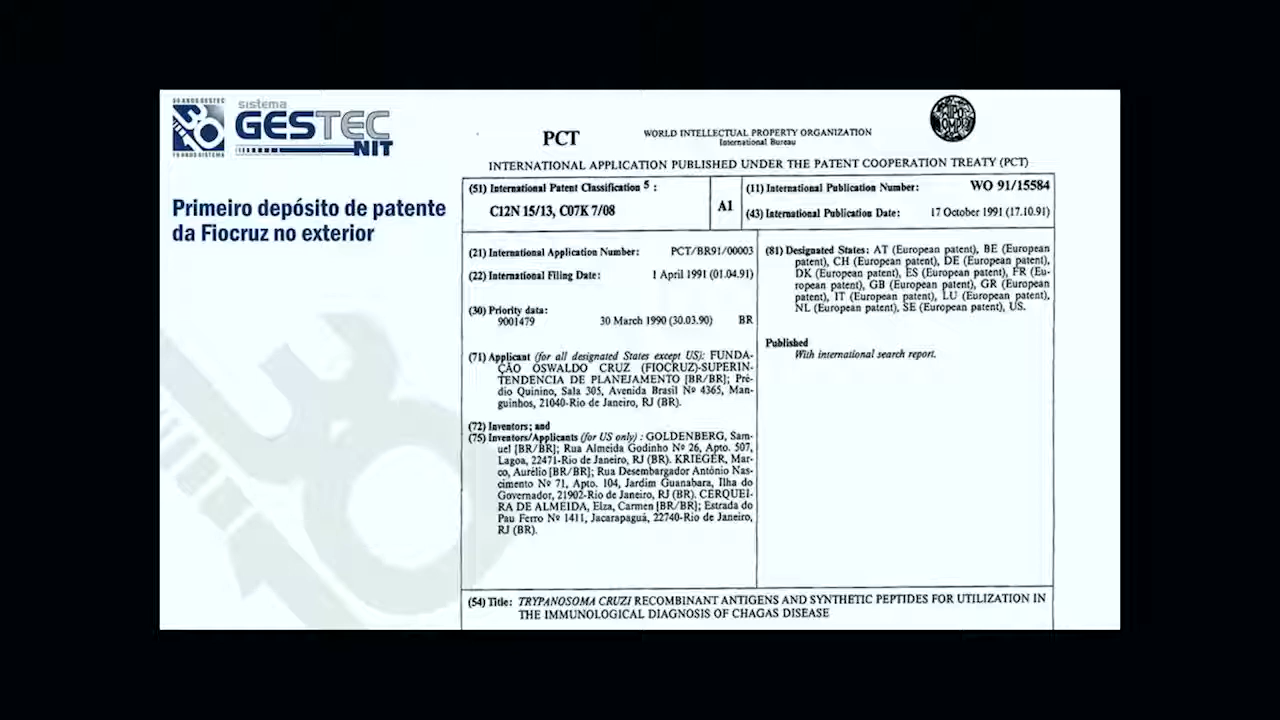 30 ANOS GESTEC
10 ANOS SISTEMA
sistema
GESTEC
NIT
Primeiro depósito de patente
da Fiocruz no exterior
PCT
WORLD INTELLECTUAL PROPERTY ORGANIZATION
International Bureau
WIPO
OMPI
INTERNATIONAL APPLICATION PUBLISHED UNDER THE PATENT COOPERATION TREATY (PCT)
(51) International Patent Classification 5 :
C12N 15/13, C07K 7/08
A1
(11) International Publication Number: WO 91/15584
(43) International Publication Date: 17 October 1991 (17.10.91)
(21) International Application Number: PCT/BR91/00003
(22) International Filing Date: 1 April 1991 (01.04.91)
(30) Priority data:
9001479 30 March 1990 (30.03.90) BR
(71) Applicant (for all designated States except US): FUNDA-
ÇÃO OSWALDO CRUZ (FIOCRUZ)-SUPERIN-
TENDENCIA DE PLANEJAMENTO [BR/BR]; Pré-
dio Quinino, Sala 305, Avenida Brasil Nº 4365, Man-
guinhos, 21040-Rio de Janeiro, RJ (BR).
(72) Inventors; and
(75) Inventors/Applicants (for US only) : GOLDENBERG, Sam-
uel [BR/BR]; Rua Almeida Godinho Nº 26, Apto. 507,
Lagoa, 22471-Rio de Janeiro, RJ (BR). KRIEGER, Mar-
co, Aurélio [BR/BR]; Rua Desembargador Antônio Nas-
cimento Nº 71, Apto. 104, Jardim Guanabara, Ilha do
Governador, 21902-Rio de Janeiro, RJ (BR). CERQUEI-
RA DE ALMEIDA, Elza, Carmen [BR/BR]; Estrada do
Pau Ferro Nº 1411, Jacarapaguá, 22740-Rio de Janeiro,
RJ (BR).
(81) Designated States: AT (European patent), BE (European
patent), CH (European patent), DE (European patent),
DK (European patent), ES (European patent), FR (Eu-
ropean patent), GB (European patent), GR (European
patent), IT (European patent), LU (European patent),
NL (European patent), SE (European patent), US.
Published
With international search report.
(54) Title: TRYPANOSOMA CRUZI RECOMBINANT ANTIGENS AND SYNTHETIC PEPTIDES FOR UTILIZATION IN
THE IMMUNOLOGICAL DIAGNOSIS OF CHAGAS DISEASE